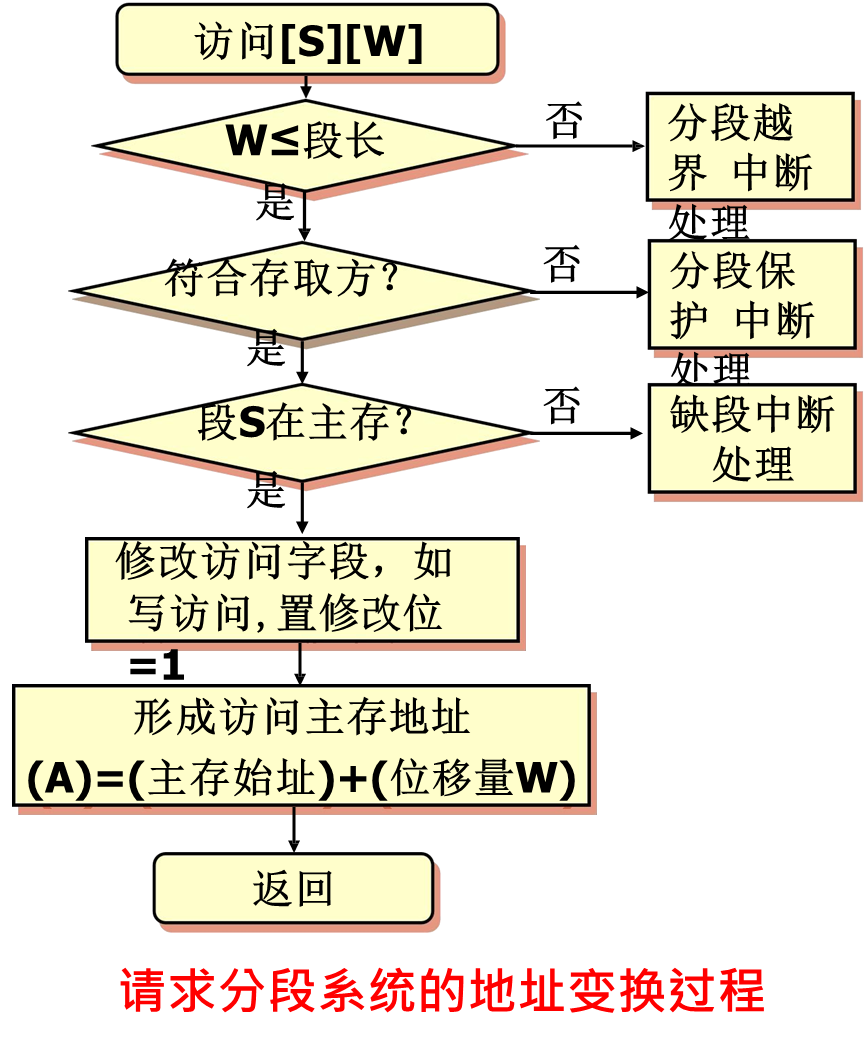 访问[S][W]
W≤段长
否
分段越
界 中断
处理
是
符合存取方?
否
分段保
护 中断
处理
是
段S在主存?
否
缺段中断
处理
是
修改访问字段，如
写访问,置修改位
=1
形成访问主存地址
(A)=(主存始址)+(位移量W)
返回
请求分段系统的地址变换过程